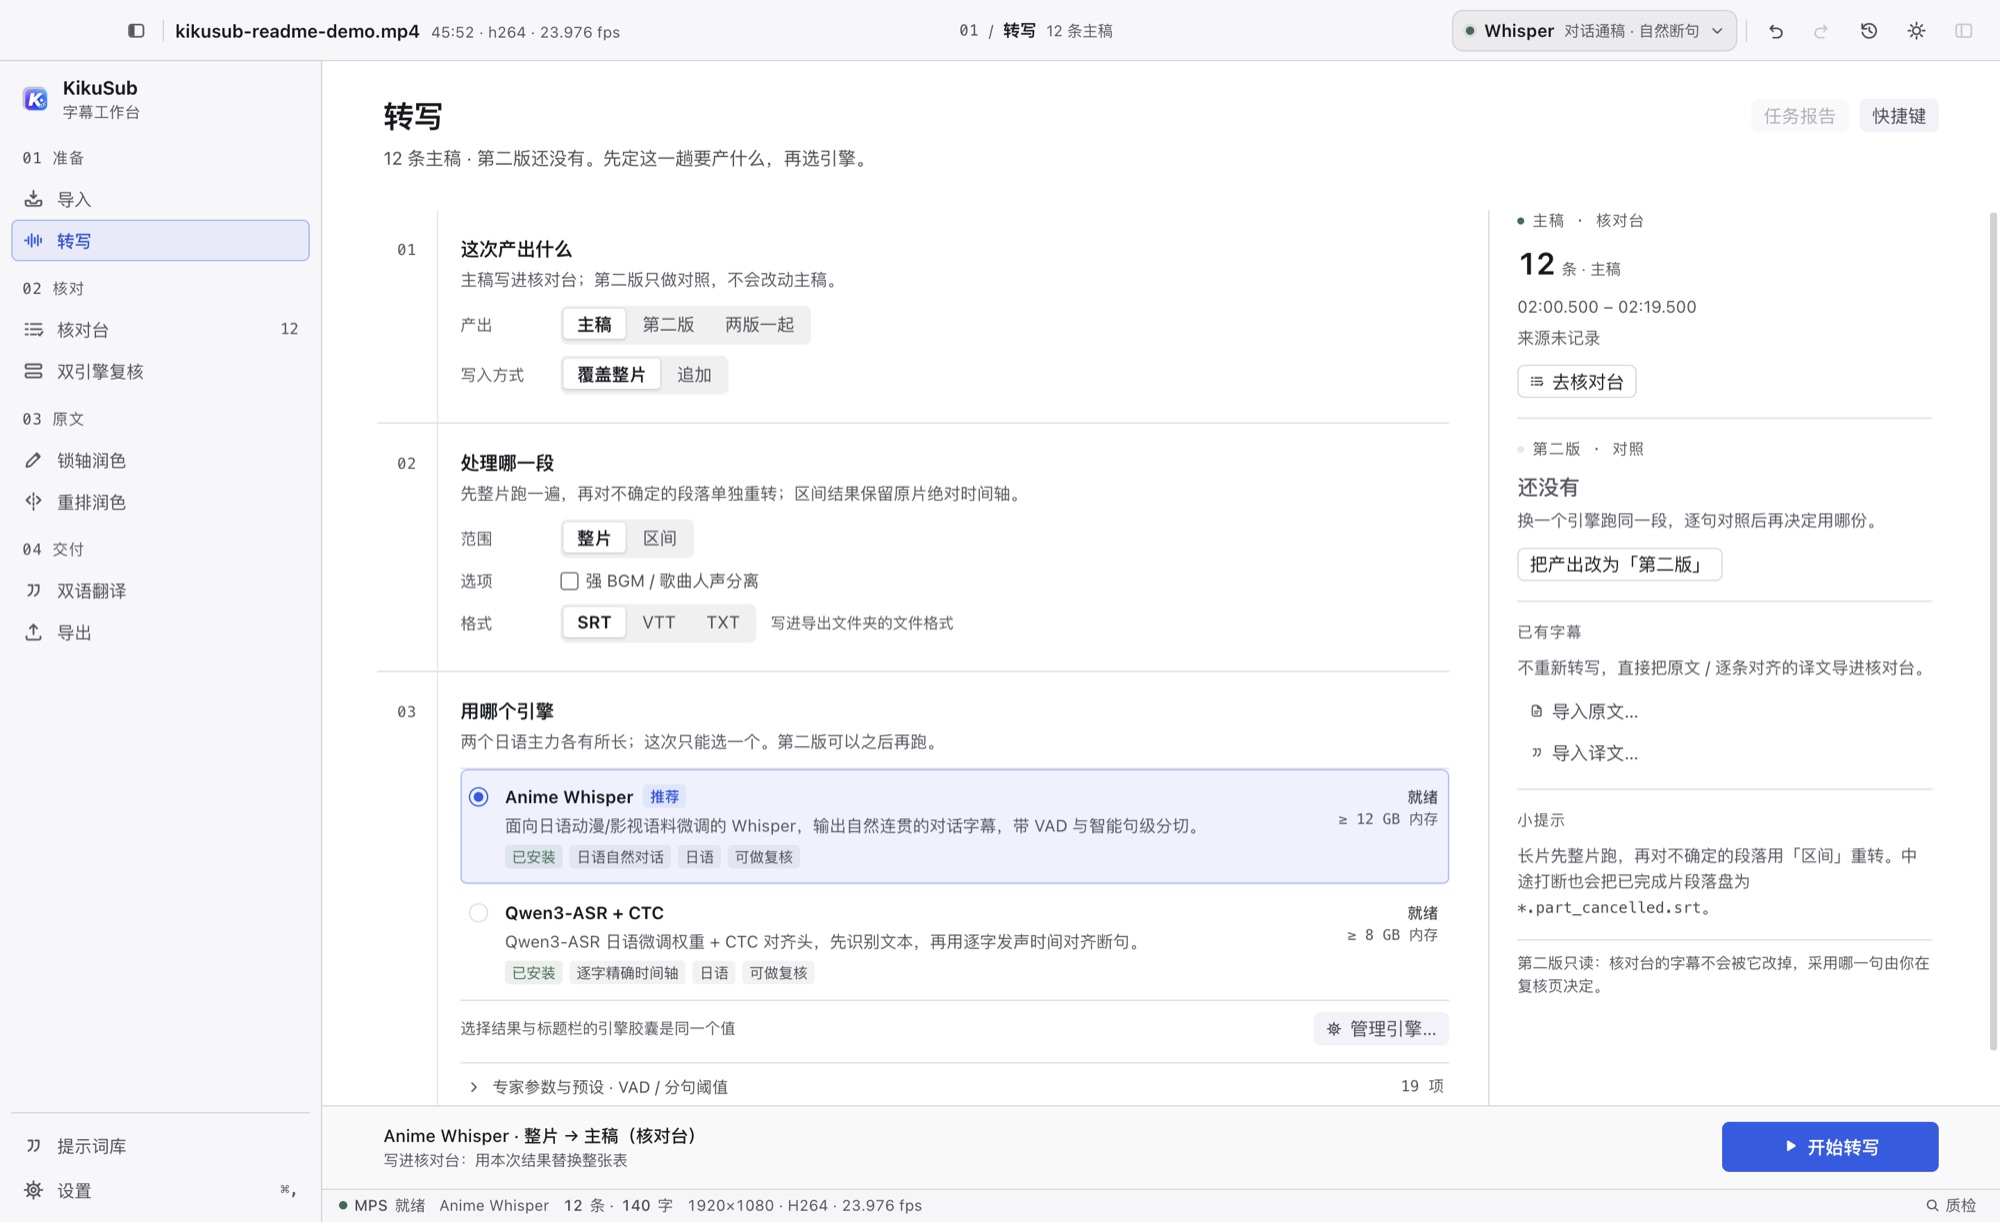 kikusub-readme-demo.mp4 45:52 · h264 · 23.976 fps
01 / 转写 12 条主稿
Whisper 对话通稿 · 自然断句
KikuSub
字幕工作台
01 准备
导入
转写
02 核对
核对台 12
双引擎复核
03 原文
锁轴润色
重排润色
04 交付
双语翻译
导出
提示词库
设置 ⌘,
转写
12 条主稿 · 第二版还没有。先定这一趟要产什么，再选引擎。
任务报告 快捷键
01 这次产出什么
主稿写进核对台；第二版只做对照，不会改动主稿。
产出 主稿 第二版 两版一起
写入方式 覆盖整片 追加
02 处理哪一段
先整片跑一遍，再对不确定的段落单独重转；区间结果保留原片绝对时间轴。
范围 整片 区间
选项 强 BGM / 歌曲人声分离
格式 SRT VTT TXT 写进导出文件夹的文件格式
03 用哪个引擎
两个日语主力各有所长；这次只能选一个。第二版可以之后再跑。
Anime Whisper 推荐 就绪
面向日语动漫/影视语料微调的 Whisper，输出自然连贯的对话字幕，带 VAD 与智能句级分切。 ≥ 12 GB 内存
已安装 日语自然对话 日语 可做复核
Qwen3-ASR + CTC 就绪
Qwen3-ASR 日语微调权重 + CTC 对齐头，先识别文本，再用逐字发声时间对齐断句。 ≥ 8 GB 内存
已安装 逐字精确时间轴 日语 可做复核
选择结果与标题栏的引擎胶囊是同一个值 管理引擎...
专家参数与预设 · VAD / 分句阈值 19 项
主稿 · 核对台
12 条 · 主稿
02:00.500 – 02:19.500
来源未记录
去核对台
第二版 · 对照
还没有
换一个引擎跑同一段，逐句对照后再决定用哪份。
把产出改为「第二版」
已有字幕
不重新转写，直接把原文 / 逐条对齐的译文导进核对台。
导入原文...
导入译文...
小提示
长片先整片跑，再对不确定的段落用「区间」重转。中
途打断也会把已完成片段落盘为
*.part_cancelled.srt。
第二版只读：核对台的字幕不会被它改掉，采用哪一句由你在
复核页决定。
Anime Whisper · 整片 → 主稿（核对台）
写进核对台：用本次结果替换整张表
开始转写
MPS 就绪 Anime Whisper 12 条 · 140 字 1920×1080 · H264 · 23.976 fps
质检